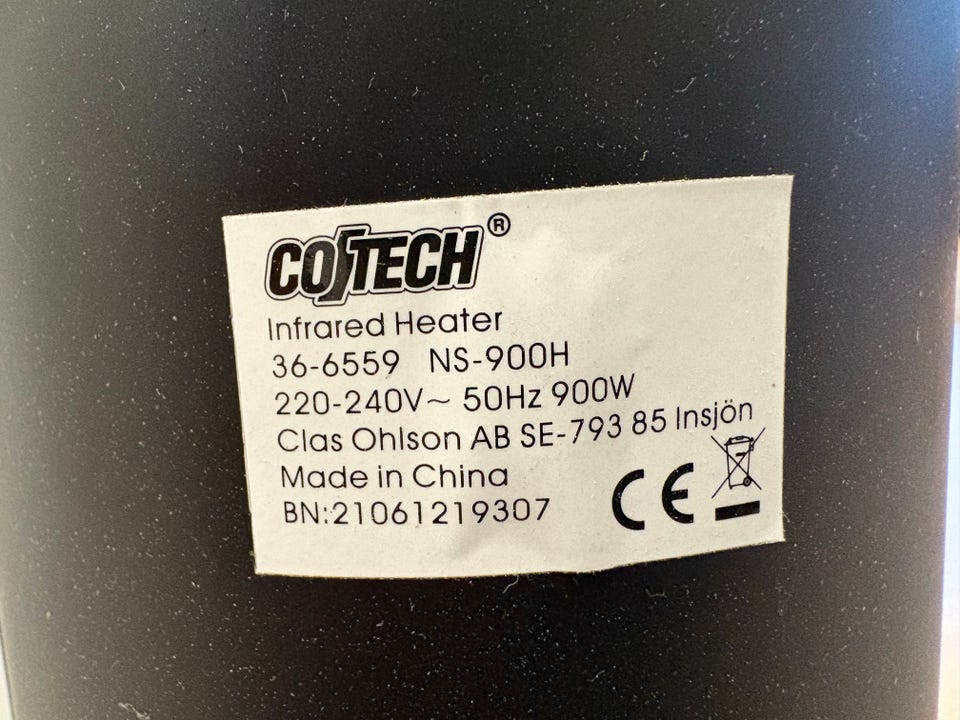 COTECH®
Infrared Heater
36-6559 NS-900H
220-240V~ 50Hz 900W
Clas Ohlson AB SE-793 85 Insjön
Made in China
BN:21061219307
CE